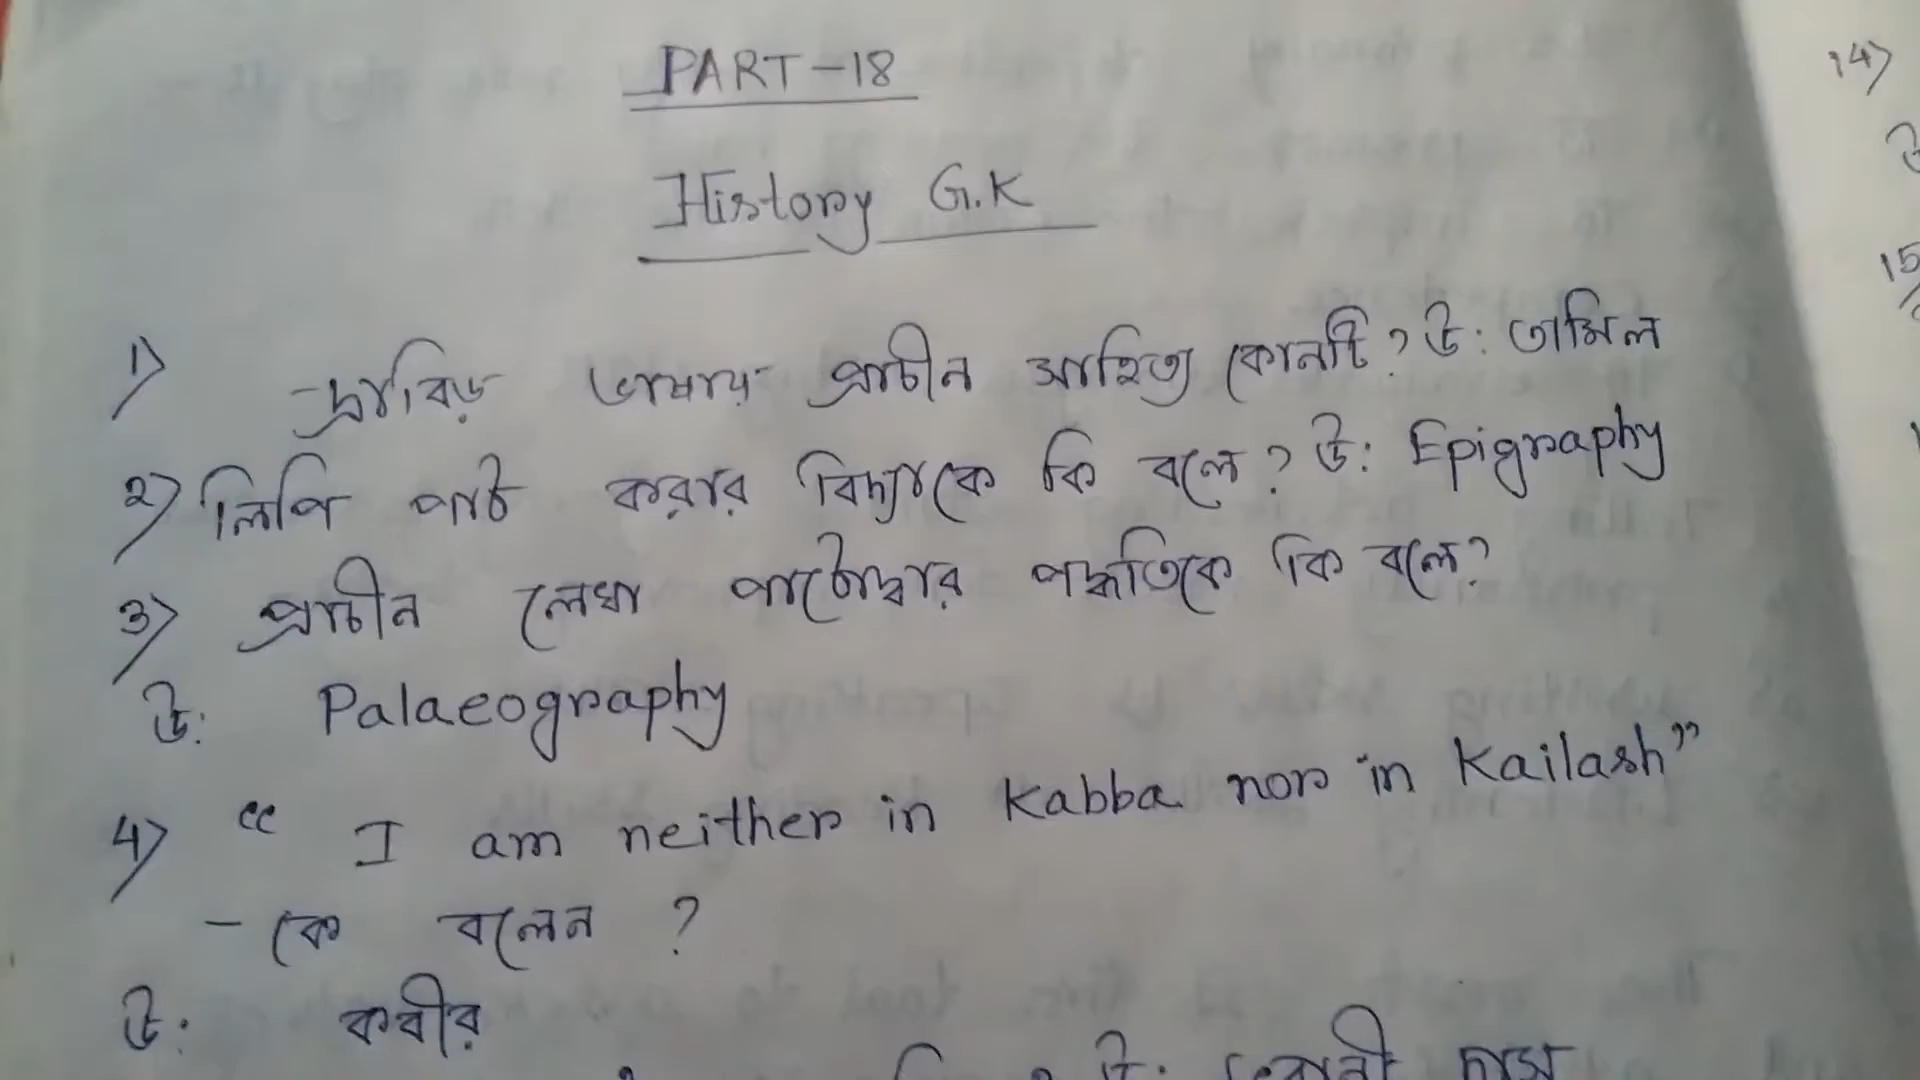 PART-18
History G.K
1) দ্রাবিড় ভাষায় প্রাচীন সাহিত্য কোনটি? উ: তামিল
2) লিপি পাঠ করার বিদ্যাকে কি বলে? উ: Epigraphy
3) প্রাচীন লেখা পাঠোদ্ধার পদ্ধতিকে কি বলে?
উ: Palaeography
4) “ I am neither in Kabba nor in Kailash”
- কে বলেন ?
উ: কবীর
উ: দাস
14)
উ
15)